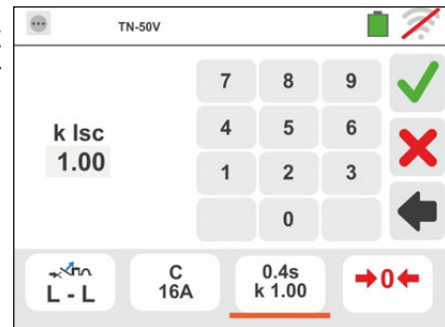 TN-50V
7 8 9
k Isc
4 5 6
1.00
1 2 3
0
L - L
C
16A
0.4s
k 1.00
→0←